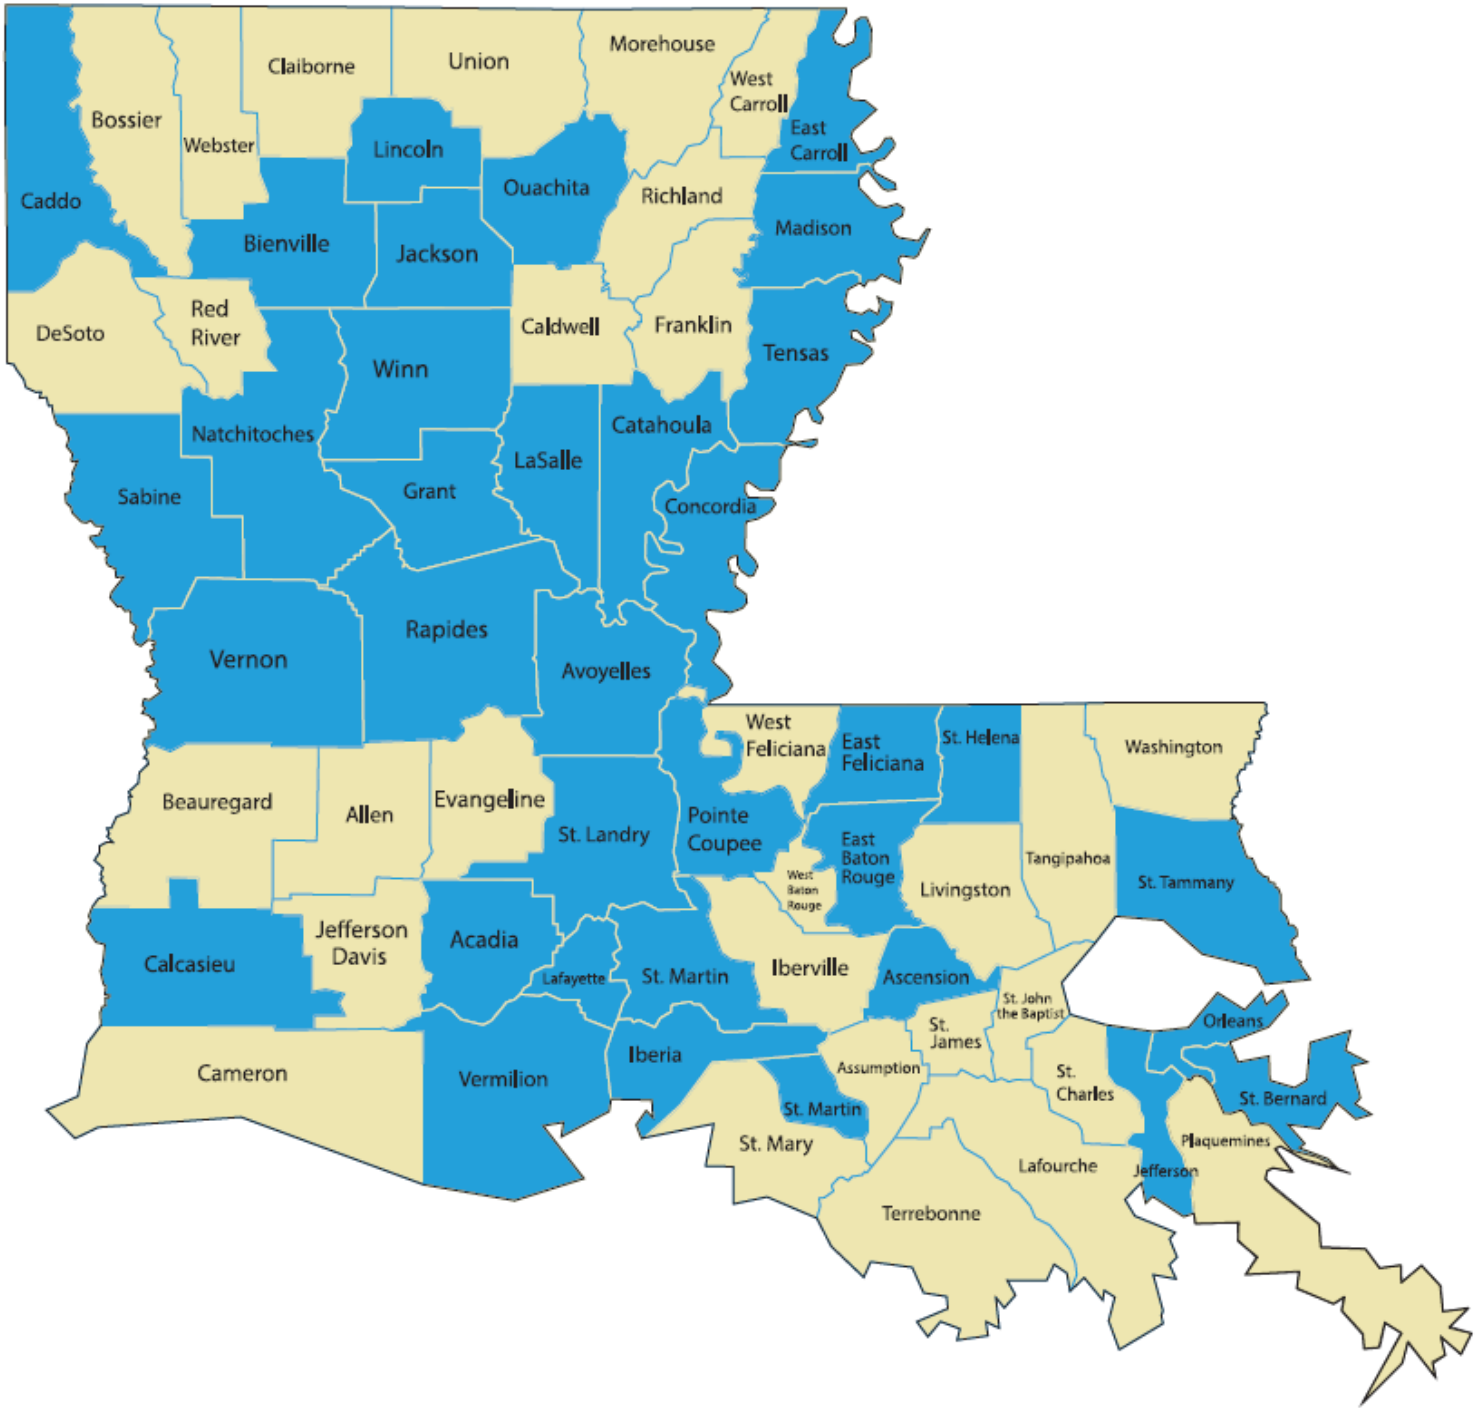 Claiborne
Union
Morehouse
West
Carroll
Bossier
Webster
Lincoln
East
Carroll
Caddo
Ouachita
Richland
Madison
Bienville
Jackson
Red
River
DeSoto
Caldwell
Franklin
Tensas
Winn
Natchitoches
Catahoula
LaSalle
Sabine
Grant
Concordia
Vernon
Rapides
Avoyelles
West
Feliciana
East
Feliciana
St. Helena
Washington
Beauregard
Allen
Evangeline
St. Landry
Pointe
Coupee
East
Baton
Rouge
West
Baton
Rouge
Livingston
Tangipahoa
St. Tammany
Jefferson
Davis
Acadia
Calcasieu
Lafayette
St. Martin
Iberville
Ascension
St. John
the Baptist
Orleans
St.
James
Iberia
Cameron
Vermilion
Assumption
St.
Charles
St. Martin
St. Bernard
St. Mary
Plaquemines
Lafourche
Jefferson
Terrebonne